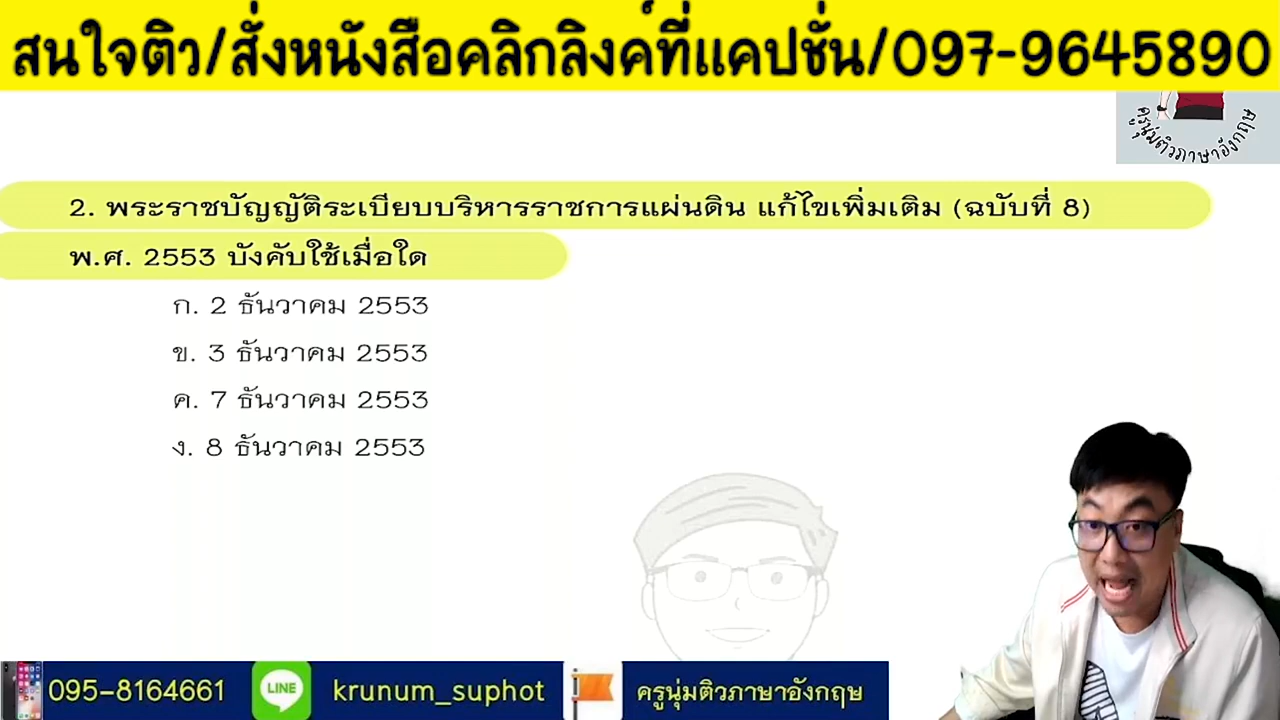 สนใจติว/สั่งหนังสือคลิกลิงค์ที่แคปชั่น/097-9645890
ครูนุ่มติวภาษาอังกฤษ
2. พระราชบัญญัติระเบียบบริหารราชการแผ่นดิน แก้ไขเพิ่มเติม (ฉบับที่ 8)
พ.ศ. 2553 บังคับใช้เมื่อใด
ก. 2 ธันวาคม 2553
ข. 3 ธันวาคม 2553
ค. 7 ธันวาคม 2553
ง. 8 ธันวาคม 2553
095-8164661 LINE krunum_suphot ครูนุ่มติวภาษาอังกฤษ